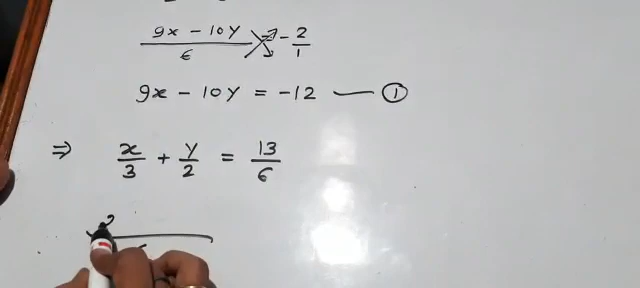 (9x - 10y)/6 = -2/1
9x - 10y = -12 — ①
⇒ x/3 + y/2 = 13/6